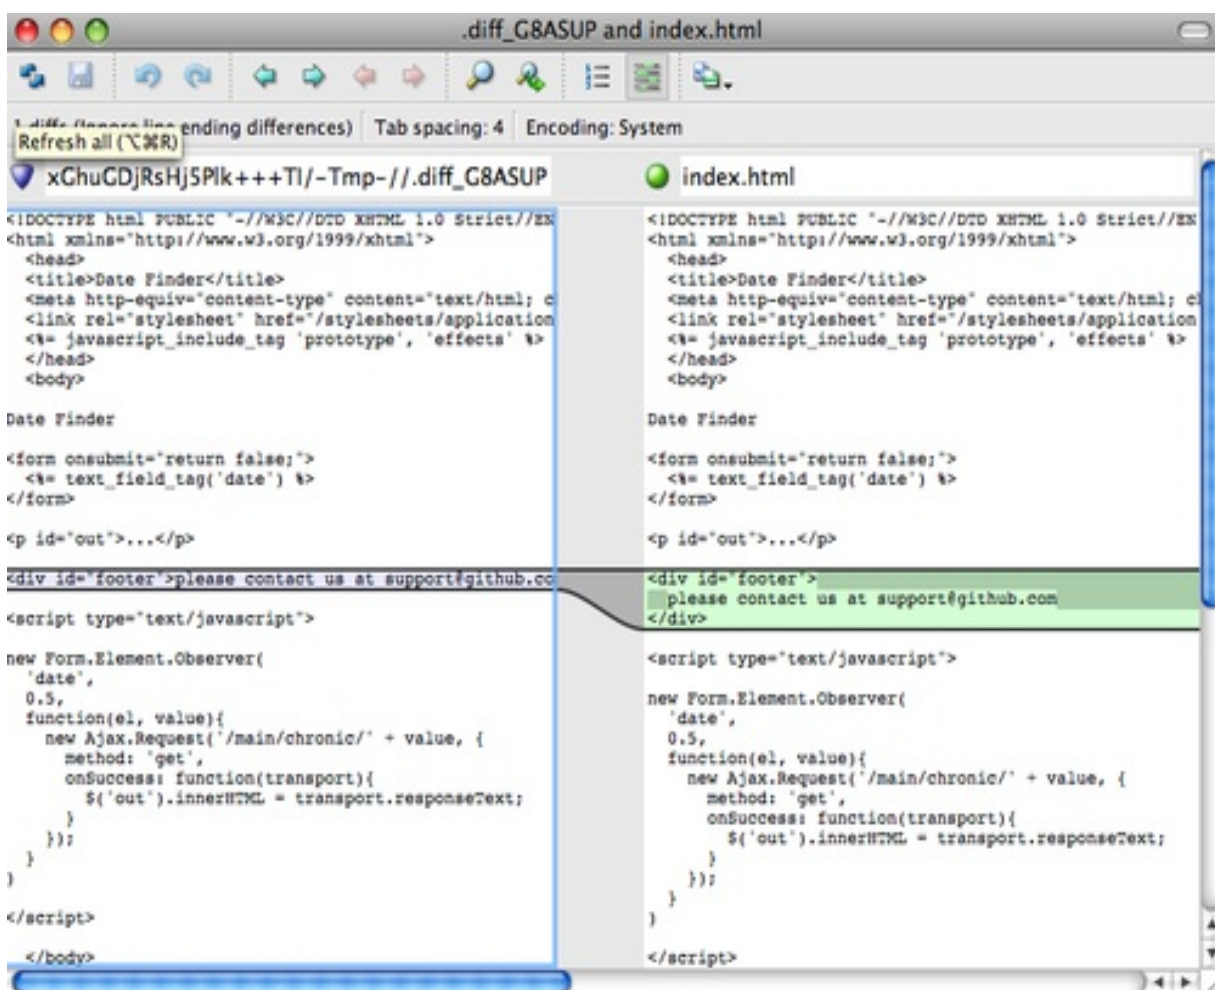 .diff_G8ASUP and index.html
ending differences) Tab spacing: 4 Encoding: System
Refresh all (⌥⌘R)
xGhuGDjRsHj5Plk+++TI/-Tmp-//.diff_G8ASUP
index.html
<!DOCTYPE html PUBLIC "-//W3C//DTD XHTML 1.0 Strict//EN
<html xmlns="http://www.w3.org/1999/xhtml">
<head>
<title>Date Finder</title>
<meta http-equiv="content-type" content="text/html; c
<link rel="stylesheet" href="/stylesheets/application
<%= javascript_include_tag 'prototype', 'effects' %>
</head>
<body>
Date Finder
<form onsubmit="return false;">
<%= text_field_tag('date') %>
</form>
<p id="out">...</p>
<div id="footer">please contact us at support@github.co
<script type="text/javascript">
new Form.Element.Observer(
'date',
0.5,
function(el, value){
new Ajax.Request('/main/chronic/' + value, {
method: 'get',
onSuccess: function(transport){
$('out').innerHTML = transport.responseText;
}
});
}
)
</script>
</body>
<!DOCTYPE html PUBLIC "-//W3C//DTD XHTML 1.0 Strict//EN
<html xmlns="http://www.w3.org/1999/xhtml">
<head>
<title>Date Finder</title>
<meta http-equiv="content-type" content="text/html; cl
<link rel="stylesheet" href="/stylesheets/application
<%= javascript_include_tag 'prototype', 'effects' %>
</head>
<body>
Date Finder
<form onsubmit="return false;">
<%= text_field_tag('date') %>
</form>
<p id="out">...</p>
<div id="footer">
please contact us at support@github.com
</div>
<script type="text/javascript">
new Form.Element.Observer(
'date',
0.5,
function(el, value){
new Ajax.Request('/main/chronic/' + value, {
method: 'get',
onSuccess: function(transport){
$('out').innerHTML = transport.responseText;
}
});
}
)
</script>